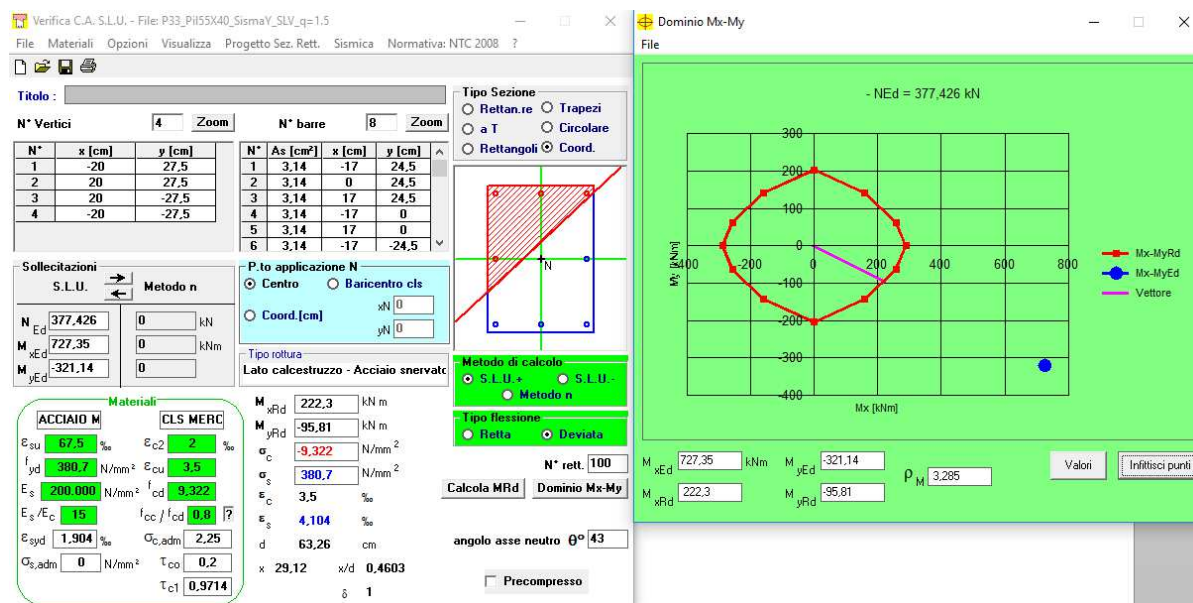 Verifica C.A. S.L.U. - File: P33_Pil55X40_SismaY_SLV_q=1.5
File Materiali Opzioni Visualizza Progetto Sez. Rett. Sismica Normativa: NTC 2008 ?
Titolo :
N° Vertici 4 Zoom N° barre 8 Zoom
N° x [cm] y [cm]
1 -20 27,5
2 20 27,5
3 20 -27,5
4 -20 -27,5
N° As [cm²] x [cm] y [cm]
1 3,14 -17 24,5
2 3,14 0 24,5
3 3,14 17 24,5
4 3,14 -17 0
5 3,14 17 0
6 3,14 -17 -24,5
Tipo Sezione
Rettan.re Trapezi
a T Circolare
Rettangoli Coord.
N
Sollecitazioni
S.L.U. Metodo n
N Ed 377,426 0 kN
M xEd 727,35 0 kNm
M yEd -321,14 0
P.to applicazione N
Centro Baricentro cls
Coord.[cm] xN 0
yN 0
Tipo rottura
Lato calcestruzzo - Acciaio snervato
Metodo di calcolo
S.L.U.+ S.L.U.-
Metodo n
Tipo flessione
Retta Deviata
Materiali
ACCIAIO M CLS MERC
εsu 67,5 ‰ εc2 2 ‰
fyd 380,7 N/mm² εcu 3,5
Es 200.000 N/mm² fcd 9,322
Es/Ec 15 fcc / fcd 0,8 ?
εsyd 1,904 ‰ σc,adm 2,25
σs,adm 0 N/mm² τco 0,2
τc1 0,9714
M xRd 222,3 kN m
M yRd -95,81 kN m
σc -9,322 N/mm²
σs 380,7 N/mm²
εc 3,5 ‰
εs 4,104 ‰
d 63,26 cm
x 29,12 x/d 0,4603
δ 1
N° rett. 100
Calcola MRd Dominio Mx-My
angolo asse neutro θ° 43
Precompresso
Dominio Mx-My
File
- NEd = 377,426 kN
300
200
100
0
-100
-200
-300
-400
-400 -200 0 200 400 600 800
My [kNm]
Mx [kNm]
Mx-MyRd
Mx-MyEd
Vettore
M xEd 727,35 kNm M yEd -321,14
M xRd 222,3 M yRd -95,81
ρM 3,285
Valori Infittisci punti